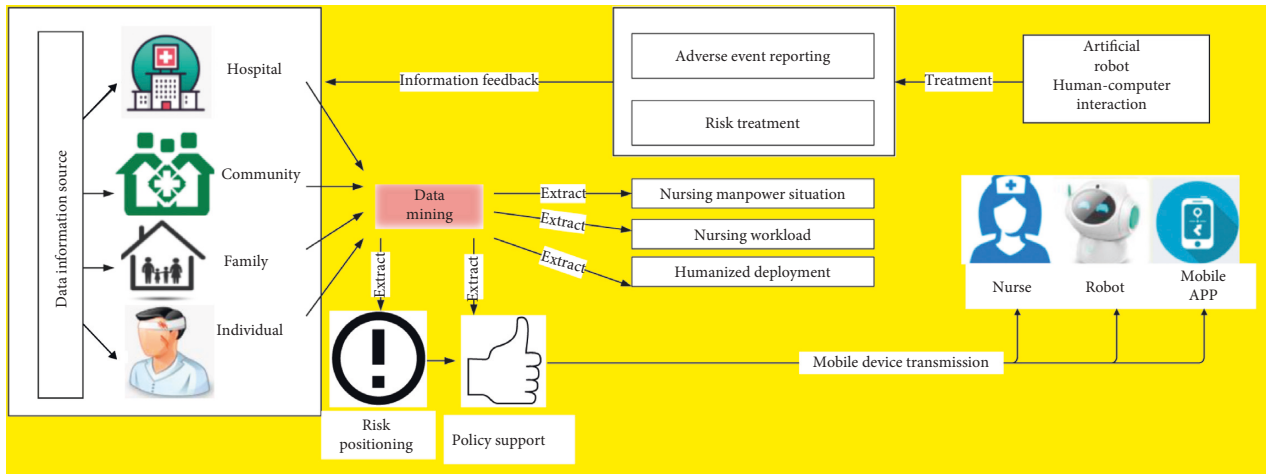 Data information source
Hospital
Community
Family
Individual
Information feedback
Adverse event reporting
Risk treatment
Treatment
Artificial
robot
Human-computer
interaction
Data
mining
Extract
Nursing manpower situation
Extract
Nursing workload
Extract
Humanized deployment
Extract
Extract
Risk
positioning
Policy support
Mobile device transmission
Nurse
Robot
Mobile
APP